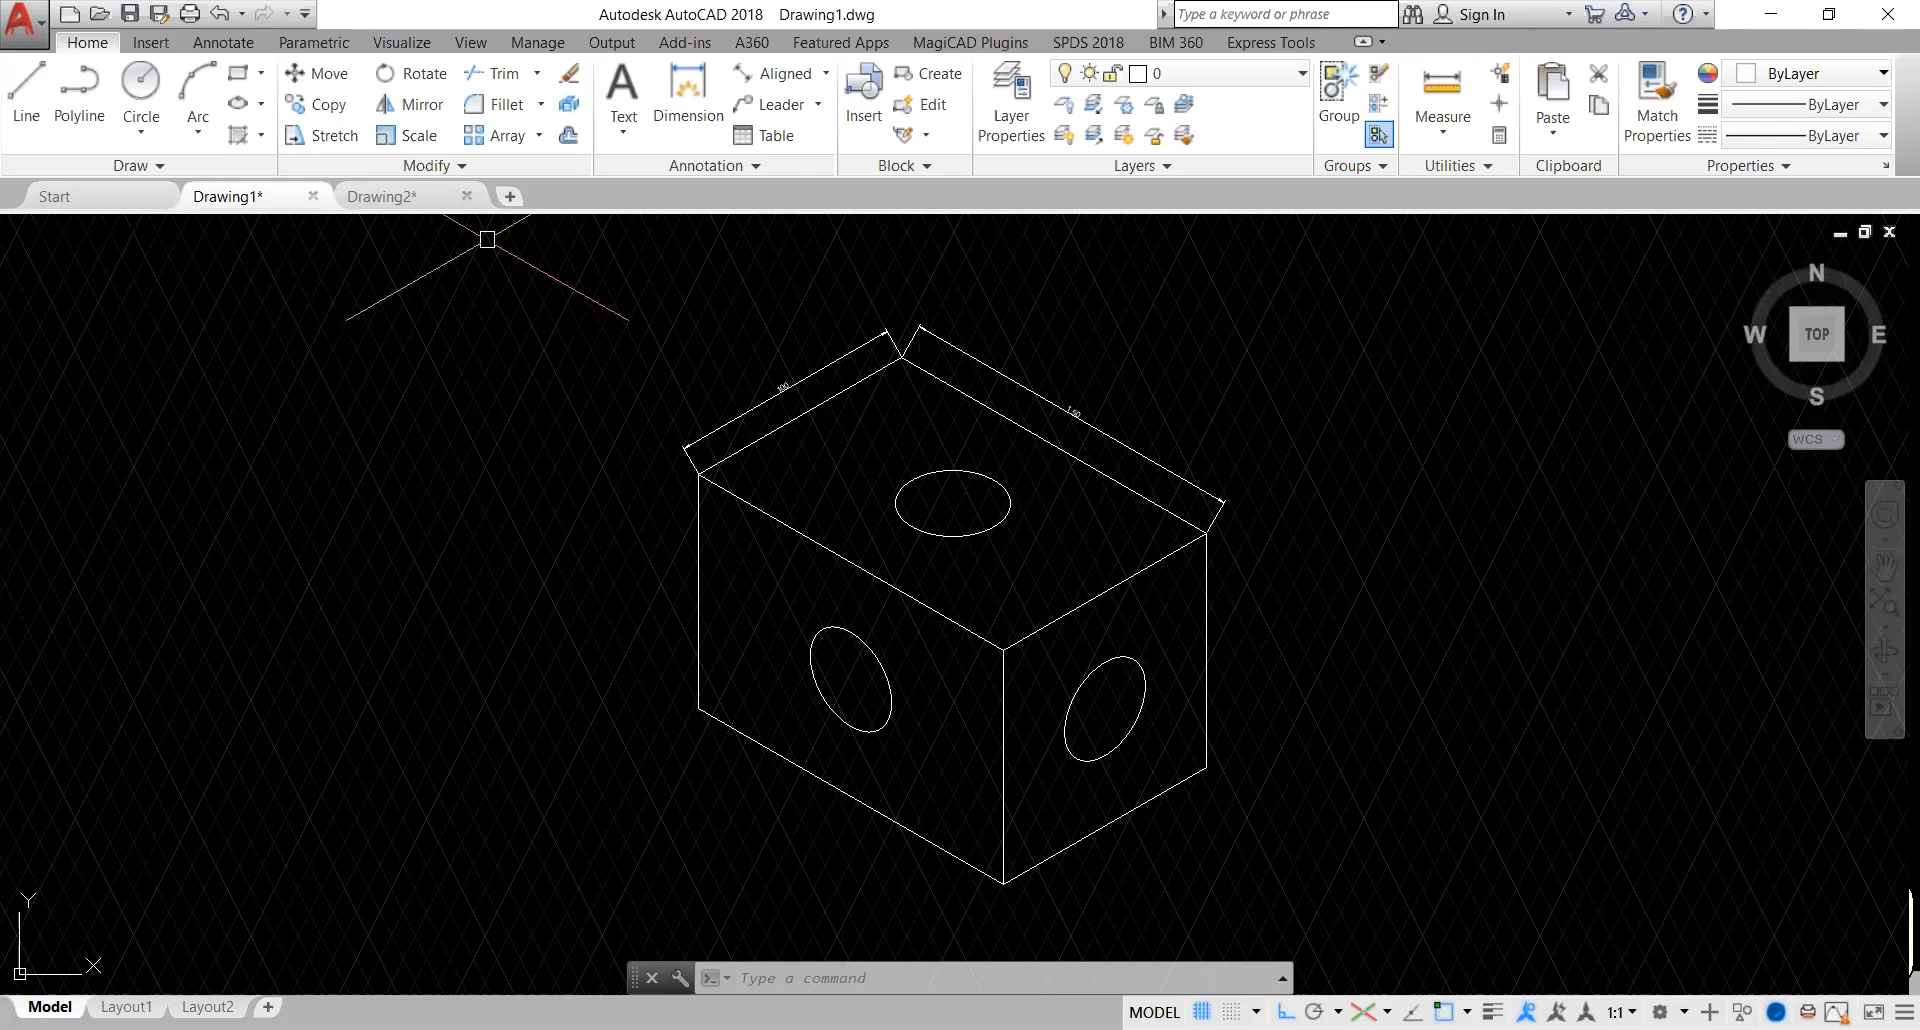 Autodesk AutoCAD 2018 Drawing1.dwg
Type a keyword or phrase
Sign In
Home Insert Annotate Parametric Visualize View Manage Output Add-ins A360 Featured Apps MagiCAD Plugins SPDS 2018 BIM 360 Express Tools
Move Rotate Trim Aligned Create 0 ByLayer
Copy Mirror Fillet Leader Edit ByLayer
Line Polyline Circle Arc Text Dimension Insert Layer Properties Group Measure Paste Match Properties
Stretch Scale Array Table ByLayer
Draw Modify Annotation Block Layers Groups Utilities Clipboard Properties
Start Drawing1* Drawing2*
N
W TOP E
S
WCS
100
Y
X
Type a command
Model Layout1 Layout2
MODEL 1:1